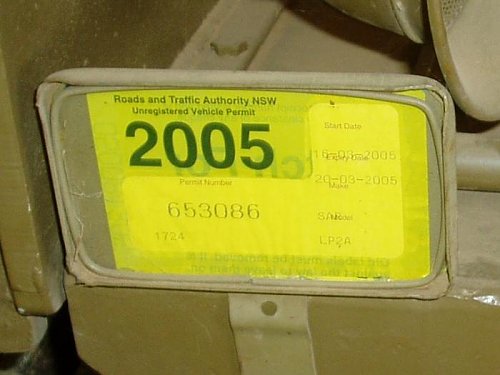 Roads and Traffic Authority NSW
Unregistered Vehicle Permit
2005
Start Date
16-03-2005
Expiry Date
20-03-2005
Make
Permit Number
653086
Model
1724
LP2A